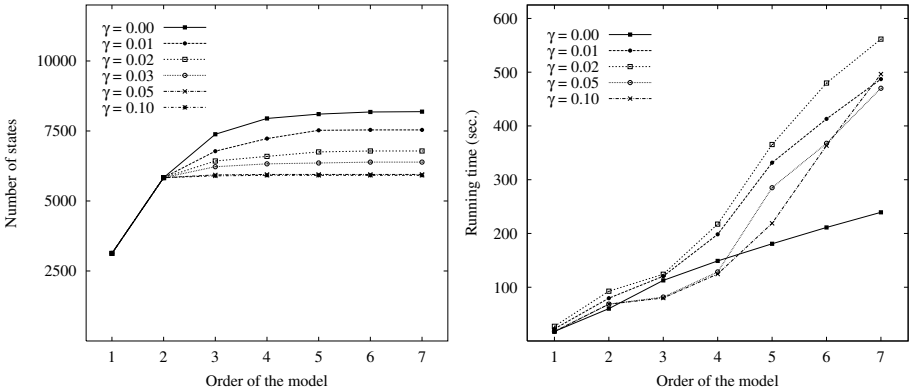 10000
7500
5000
2500
Number of states
γ = 0.00
γ = 0.01
γ = 0.02
γ = 0.03
γ = 0.05
γ = 0.10
1 2 3 4 5 6 7
Order of the model
600
500
400
300
200
100
Running time (sec.)
γ = 0.00
γ = 0.01
γ = 0.02
γ = 0.05
γ = 0.10
1 2 3 4 5 6 7
Order of the model